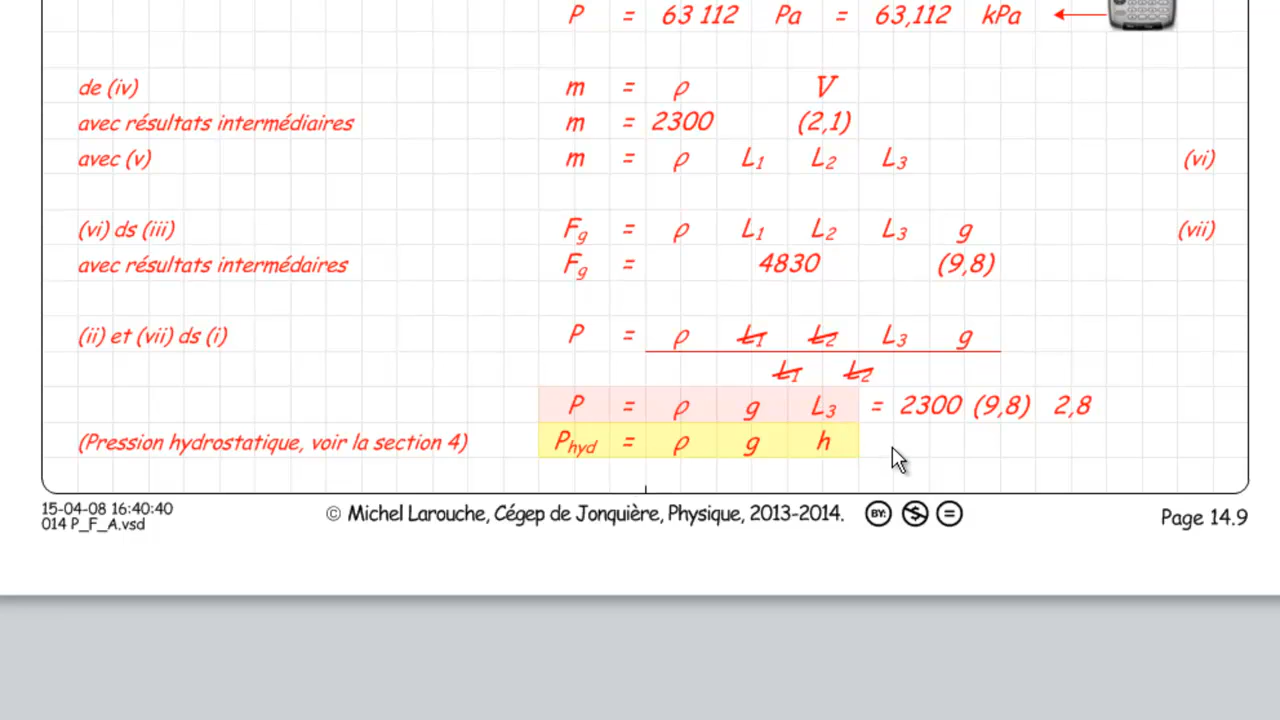 P = 63 112 Pa = 63,112 kPa
de (iv) m = ρ V
avec résultats intermédiaires m = 2300 (2,1)
avec (v) m = ρ L₁ L₂ L₃ (vi)
(vi) ds (iii) F₉ = ρ L₁ L₂ L₃ g (vii)
avec résultats intermédaires F₉ = 4830 (9,8)
(ii) et (vii) ds (i) P = ρ L₁ L₂ L₃ g
L₁ L₂
P = ρ g L₃ = 2300 (9,8) 2,8
(Pression hydrostatique, voir la section 4) Phyd = ρ g h
15-04-08 16:40:40
014 P_F_A.vsd
© Michel Larouche, Cégep de Jonquière, Physique, 2013-2014. BY: $ =
Page 14.9